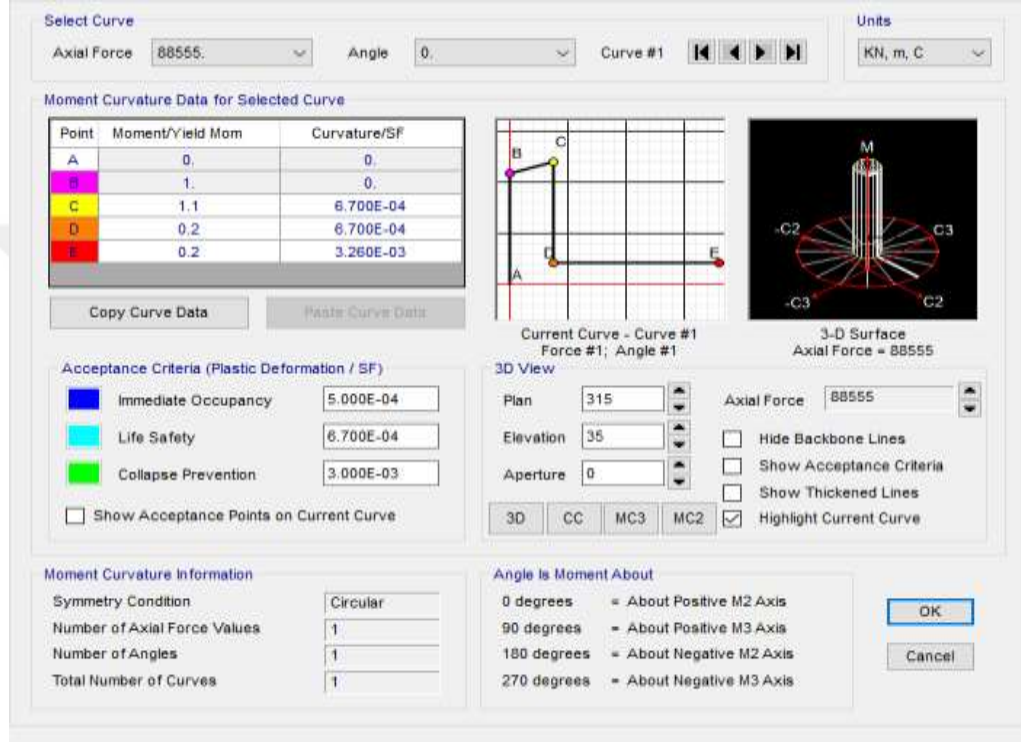 Select Curve
Units
Axial Force 88555. Angle 0. Curve #1 KN, m, C
Moment Curvature Data for Selected Curve
Point Moment/Yield Mom Curvature/SF
A 0. 0.
B 1. 0.
C 1.1 6.700E-04
D 0.2 6.700E-04
E 0.2 3.260E-03
Copy Curve Data Paste Curve Data
B C
D E
A
Current Curve - Curve #1
Force #1; Angle #1
M
-C2 C3
-C3 C2
3-D Surface
Axial Force = 88555
Acceptance Criteria (Plastic Deformation / SF)
Immediate Occupancy 5.000E-04
Life Safety 6.700E-04
Collapse Prevention 3.000E-03
Show Acceptance Points on Current Curve
3D View
Plan 315
Elevation 35
Aperture 0
3D CC MC3 MC2
Axial Force 88555
Hide Backbone Lines
Show Acceptance Criteria
Show Thickened Lines
Highlight Current Curve
Moment Curvature Information
Symmetry Condition Circular
Number of Axial Force Values 1
Number of Angles 1
Total Number of Curves 1
Angle Is Moment About
0 degrees = About Positive M2 Axis
90 degrees = About Positive M3 Axis
180 degrees = About Negative M2 Axis
270 degrees = About Negative M3 Axis
OK
Cancel